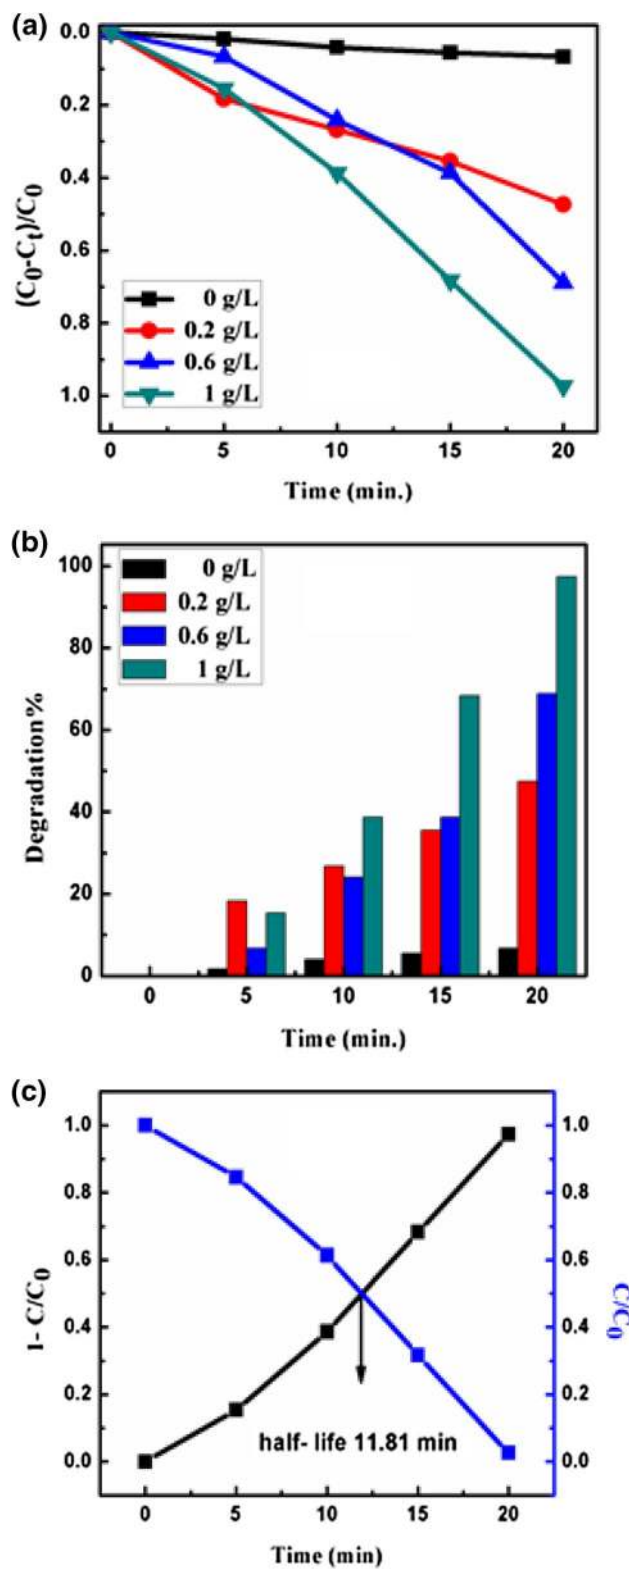 (a)
0.0
0.2
0.4
0.6
0.8
1.0
(C₀-Cₜ)/C₀
0 g/L
0.2 g/L
0.6 g/L
1 g/L
0 5 10 15 20
Time (min.)
(b)
100
80
60
40
20
0
Degradation%
0 g/L
0.2 g/L
0.6 g/L
1 g/L
0 5 10 15 20
Time (min.)
(c)
1.0 1.0
0.8 0.8
0.6 0.6
0.4 0.4
0.2 0.2
0.0 0.0
1- C/C₀
C/C₀
half- life 11.81 min
0 5 10 15 20
Time (min)